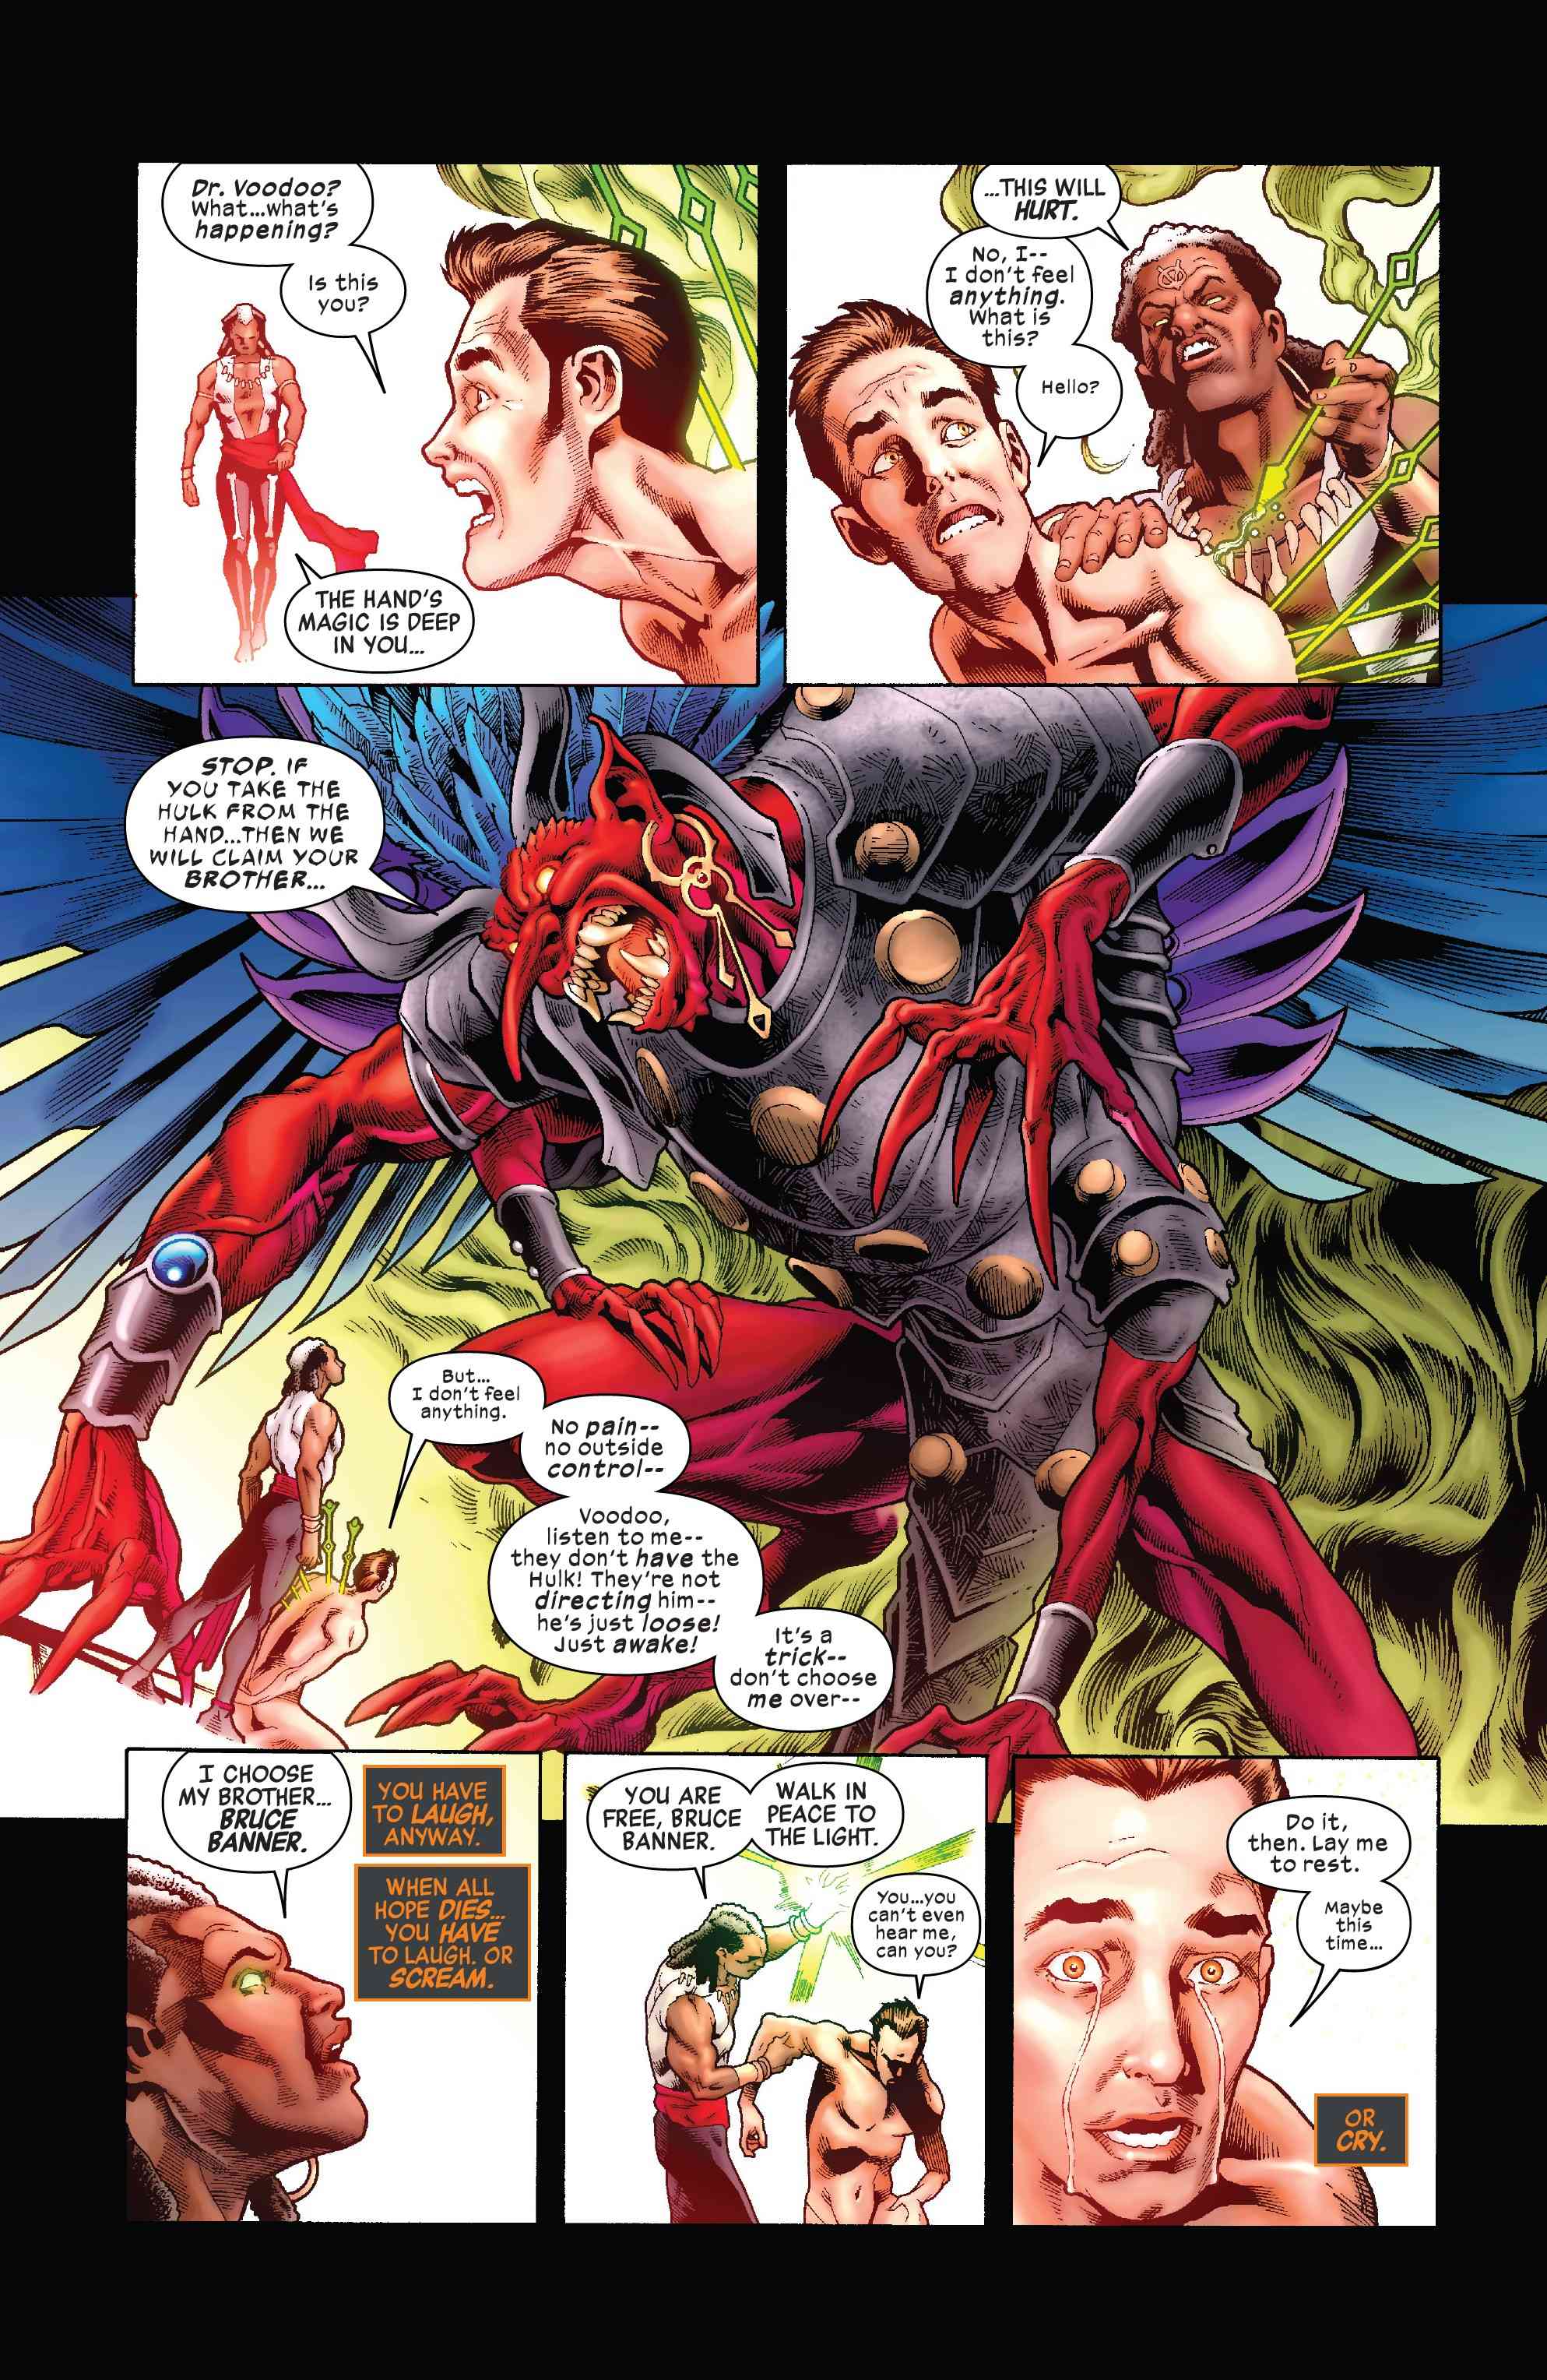 Dr. Voodoo?
What...what's
happening?
Is this
you?
THE HAND'S
MAGIC IS DEEP
IN YOU...
...THIS WILL
HURT.
No, I--
I don't feel
anything.
What is
this?
Hello?
STOP. IF
YOU TAKE THE
HULK FROM THE
HAND...THEN WE
WILL CLAIM YOUR
BROTHER...
But...
I don't feel
anything.
No pain--
no outside
control--
Voodoo,
listen to me--
they don't have the
Hulk! They're not
directing him--
he's just loose!
Just awake!
It's a
trick--
don't choose
me over--
I CHOOSE
MY BROTHER...
BRUCE
BANNER.
YOU HAVE
TO LAUGH,
ANYWAY.
WHEN ALL
HOPE DIES...
YOU HAVE
TO LAUGH. OR
SCREAM.
YOU ARE
FREE, BRUCE
BANNER.
WALK IN
PEACE TO
THE LIGHT.
You...you
can't even
hear me,
can you?
Do it,
then. Lay me
to rest.
Maybe
this
time...
OR
CRY.